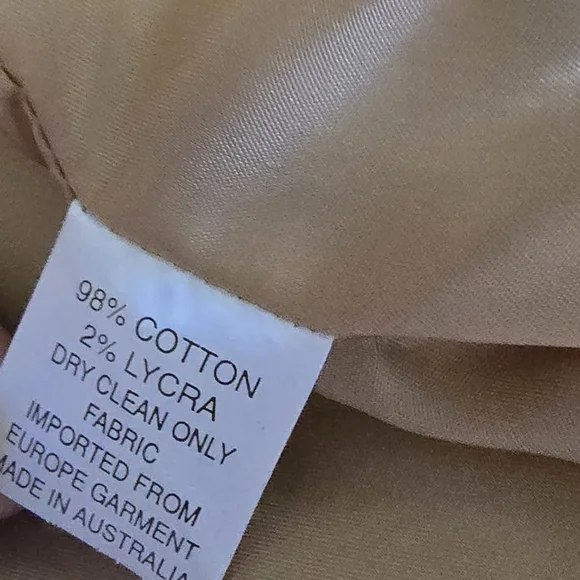 98% COTTON
2% LYCRA
DRY CLEAN ONLY
FABRIC
IMPORTED FROM
EUROPE GARMENT
MADE IN AUSTRALIA